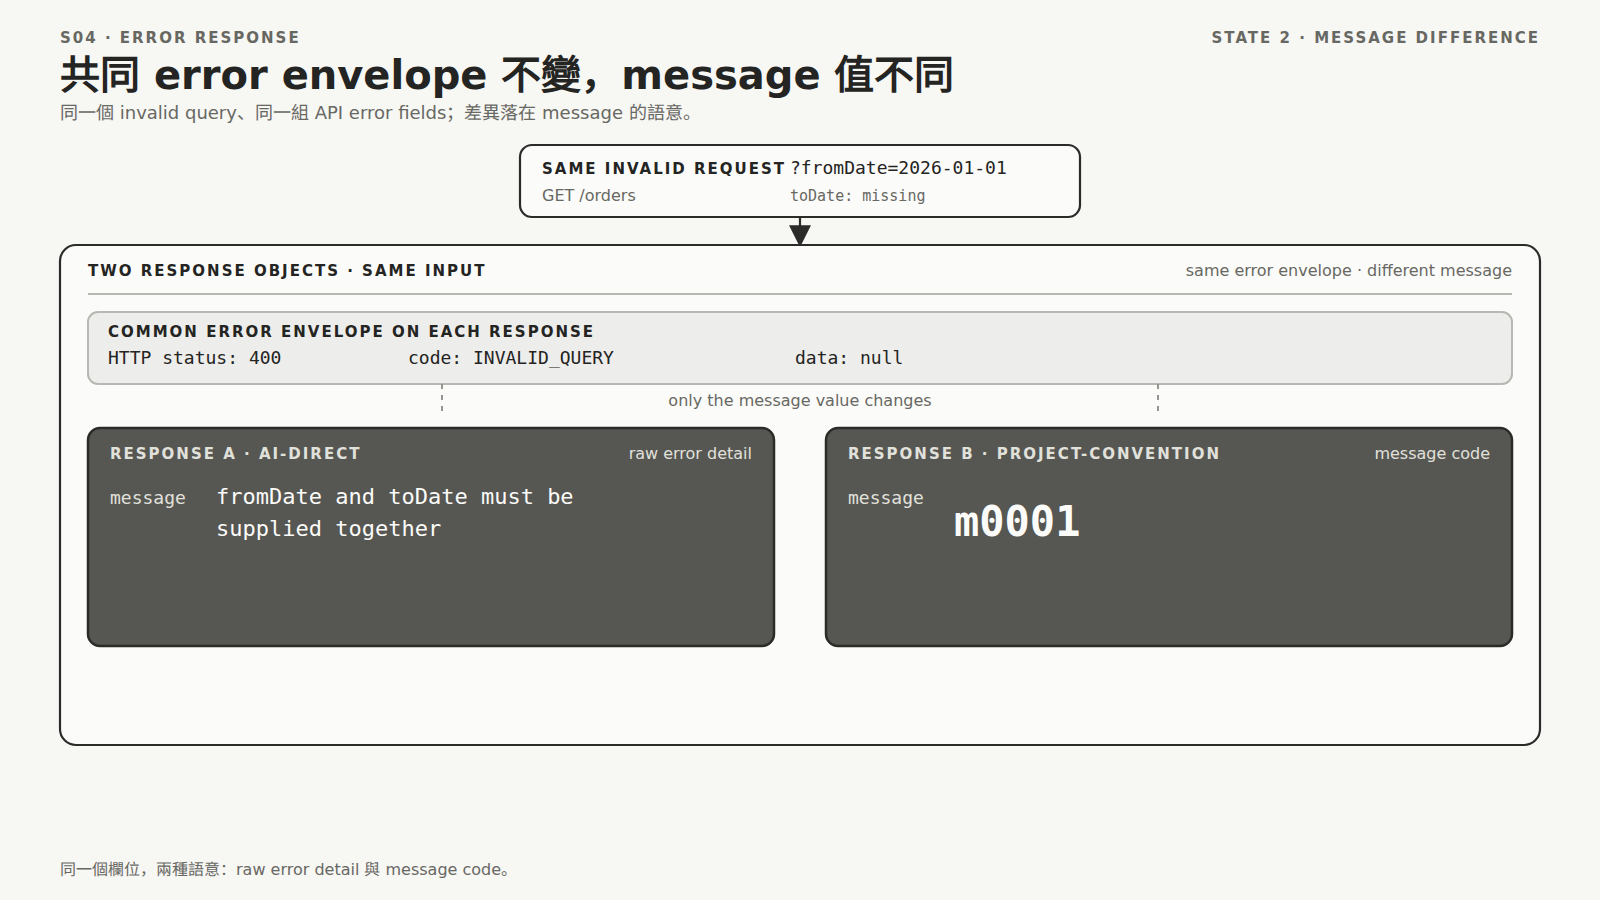 S04 · ERROR RESPONSE
STATE 2 · MESSAGE DIFFERENCE
共同 error envelope 不變，message 值不同
同一個 invalid query、同一組 API error fields；差異落在 message 的語意。
SAME INVALID REQUEST ?fromDate=2026-01-01
GET /orders toDate: missing
TWO RESPONSE OBJECTS · SAME INPUT
same error envelope · different message
COMMON ERROR ENVELOPE ON EACH RESPONSE
HTTP status: 400 code: INVALID_QUERY data: null
only the message value changes
RESPONSE A · AI-DIRECT raw error detail
message fromDate and toDate must be
supplied together
RESPONSE B · PROJECT-CONVENTION message code
message m0001
同一個欄位，兩種語意：raw error detail 與 message code。